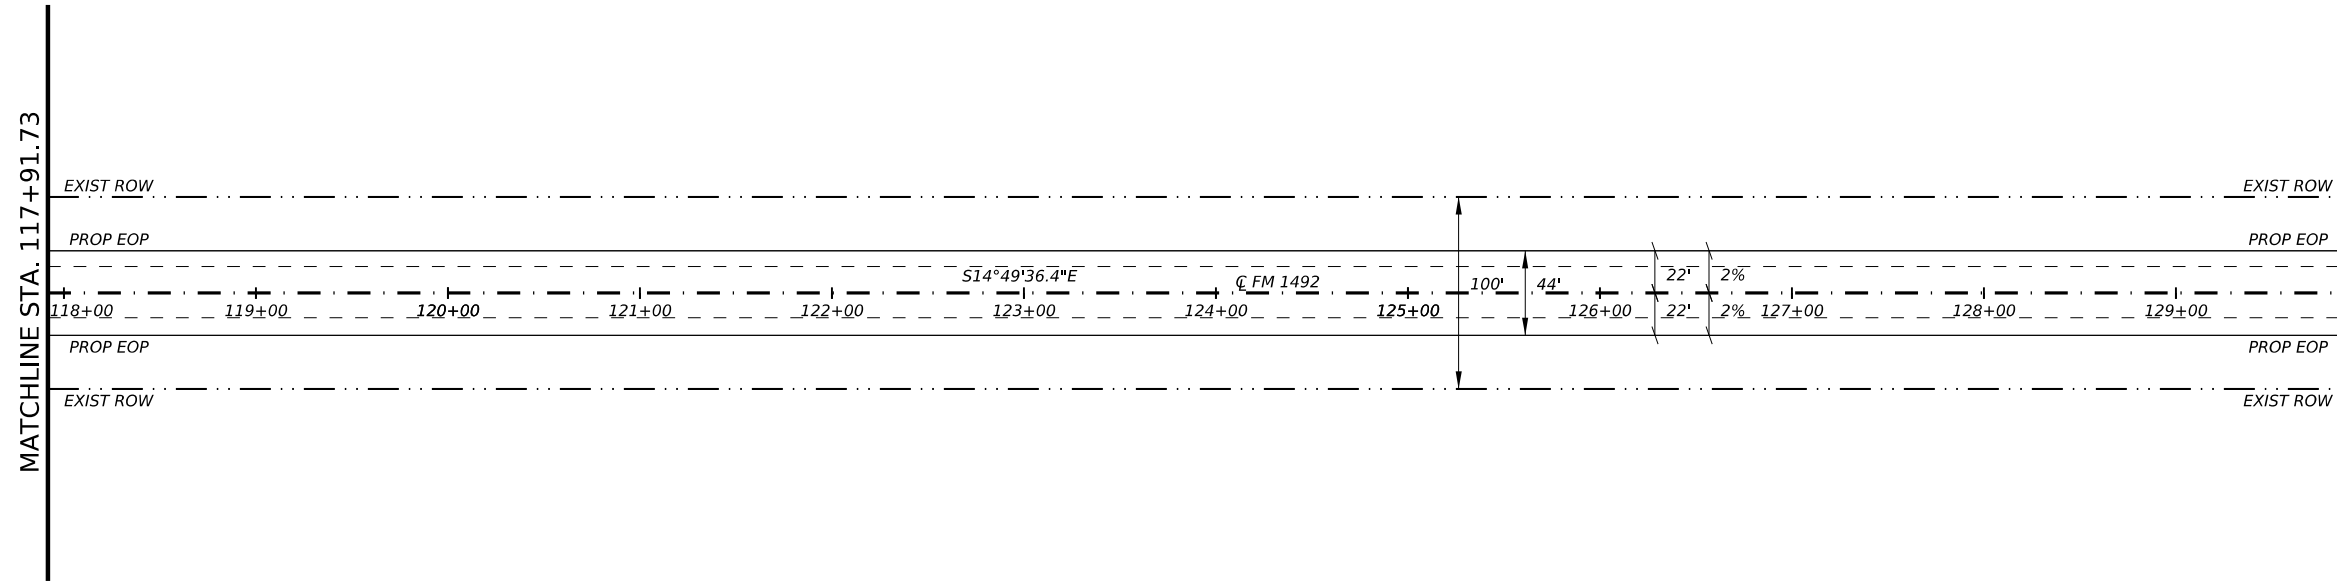 MATCHLINE STA. 117+91.73
EXIST ROW
EXIST ROW
PROP EOP
PROP EOP
S14°49'36.4"E
℄ FM 1492
100'
44'
22'
2%
118+00
119+00
120+00
121+00
122+00
123+00
124+00
125+00
126+00
22'
2%
127+00
128+00
129+00
PROP EOP
PROP EOP
EXIST ROW
EXIST ROW